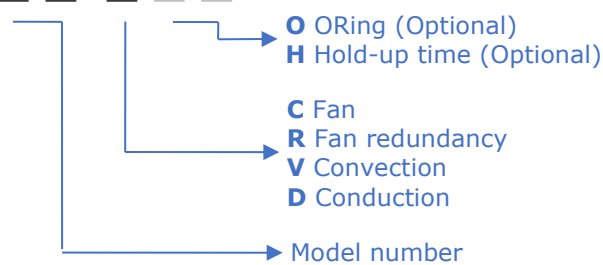 O ORing (Optional)
H Hold-up time (Optional)
C Fan
R Fan redundancy
V Convection
D Conduction
Model number